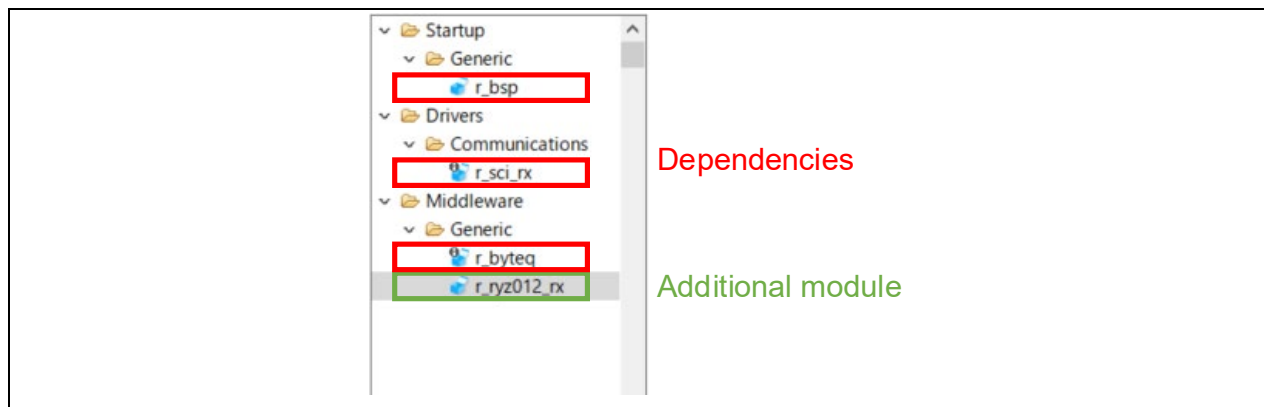 Startup
Generic
r_bsp
Drivers
Communications
r_sci_rx
Dependencies
Middleware
Generic
r_byteq
r_ryz012_rx
Additional module